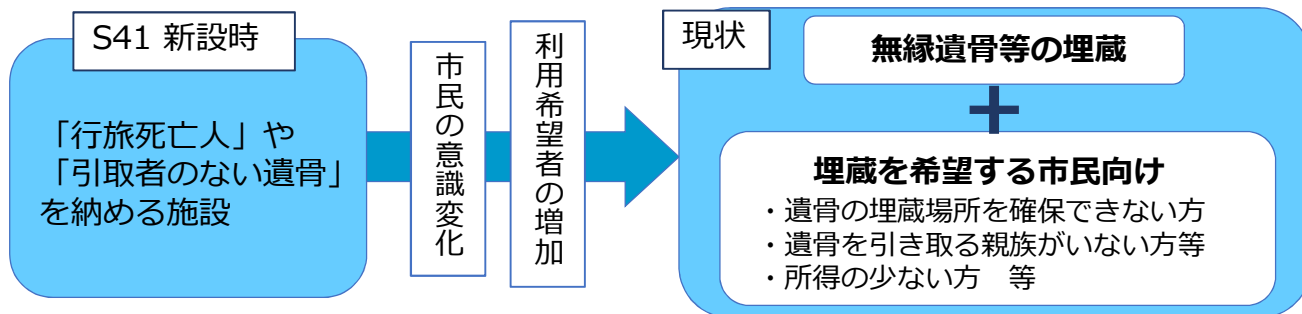 S41 新設時
「行旅死亡人」や
「引取者のない遺骨」
を納める施設
市民の意識変化
利用希望者の増加
現状
無縁遺骨等の埋蔵
+
埋蔵を希望する市民向け
・遺骨の埋蔵場所を確保できない方
・遺骨を引き取る親族がいない方等
・所得の少ない方　等